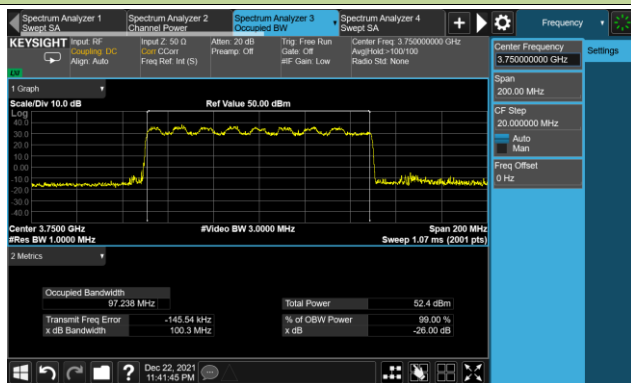 Spectrum Analyzer 1
Swept SA
Spectrum Analyzer 2
Channel Power
Spectrum Analyzer 3
Occupied BW
Spectrum Analyzer 4
Swept SA
Frequency
KEYSIGHT
Input: RF
Coupling: DC
Align: Auto
Input Z: 50 Ω
Corr CCorr
Freq Ref: Int (S)
Atten: 20 dB
Preamp: Off
Trig: Free Run
Gate: Off
#IF Gain: Low
Center Freq: 3.750000000 GHz
Avg|Hold:>100/100
Radio Std: None
Center Frequency
3.750000000 GHz
Settings
Span
200.00 MHz
CF Step
20.000000 MHz
Auto
Man
Freq Offset
0 Hz
1 Graph
Scale/Div 10.0 dB
Ref Value 50.00 dBm
Log
40.0
30.0
20.0
10.0
0.00
-10.0
-20.0
-30.0
-40.0
Center 3.7500 GHz
#Video BW 3.0000 MHz
Span 200 MHz
#Res BW 1.0000 MHz
Sweep 1.07 ms (2001 pts)
2 Metrics
Occupied Bandwidth
97.238 MHz
Total Power
52.4 dBm
Transmit Freq Error
-145.54 kHz
% of OBW Power
99.00 %
x dB Bandwidth
100.3 MHz
x dB
-26.00 dB
Dec 22, 2021
11:41:45 PM